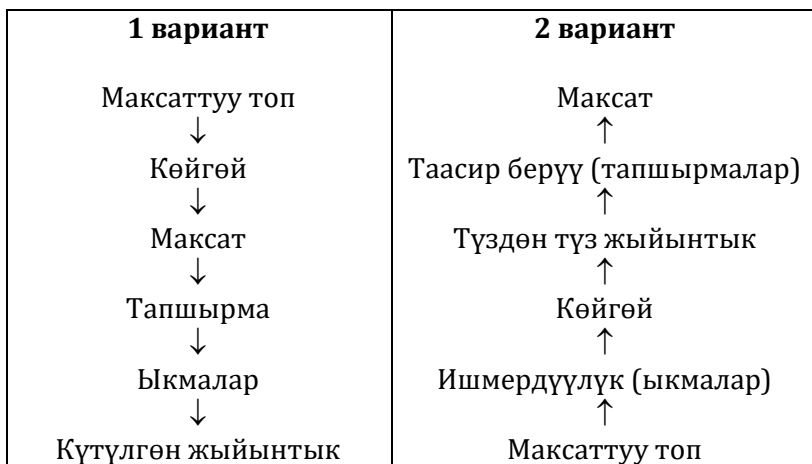 1 вариант
Максаттуу топ
↓
Көйгөй
↓
Максат
↓
Тапшырма
↓
Ыкмалар
↓
Күтүлгөн жыйынтык
2 вариант
Максат
↑
Таасир берүү (тапшырмалар)
↑
Түздөн түз жыйынтык
↑
Көйгөй
↑
Ишмердүүлүк (ыкмалар)
↑
Максаттуу топ